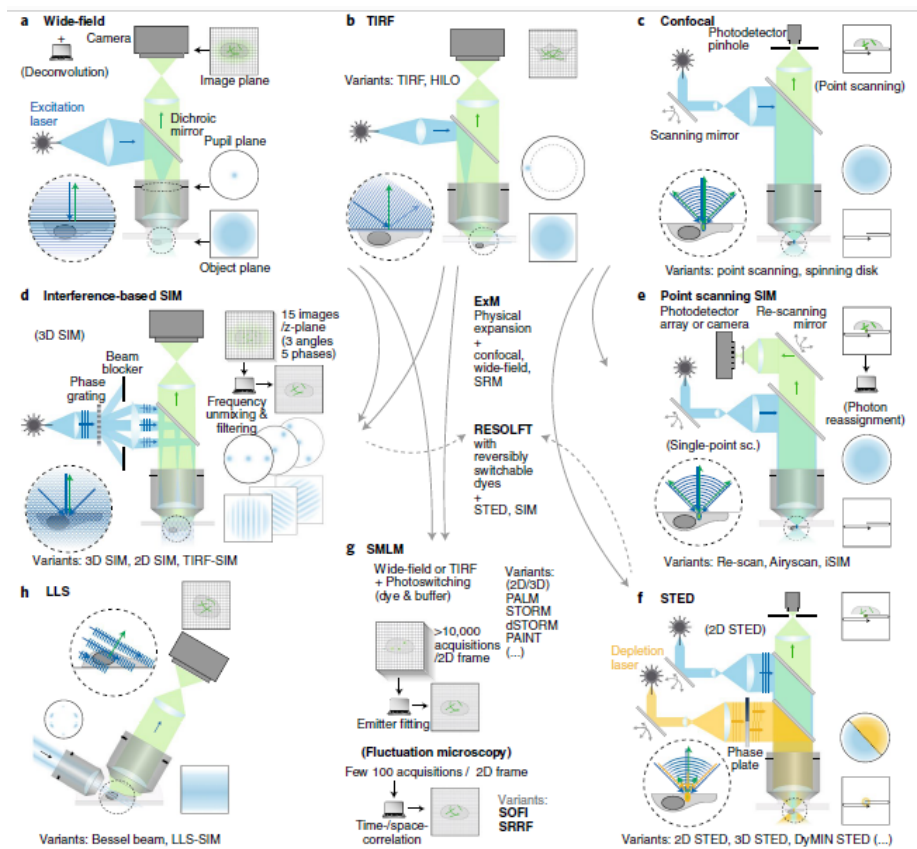 a Wide-field
+
(Deconvolution)
Camera
Image plane
Excitation
laser
Dichroic
mirror
Pupil plane
Object plane
b TIRF
Variants: TIRF, HILO
c Confocal
Photodetector
pinhole
(Point scanning)
Scanning mirror
Variants: point scanning, spinning disk
d Interference-based SIM
(3D SIM)
15 images
/z-plane
(3 angles
5 phases)
Beam
blocker
Phase
grating
Frequency
unmixing &
filtering
Variants: 3D SIM, 2D SIM, TIRF-SIM
ExM
Physical
expansion
+
confocal,
wide-field,
SRM
RESOLFT
with
reversibly
switchable
dyes
+
STED, SIM
e Point scanning SIM
Photodetector
array or camera
Re-scanning
mirror
(Photon
reassignment)
(Single-point sc.)
Variants: Re-scan, Airyscan, iSIM
g SMLM
Wide-field or TIRF
+ Photoswitching
(dye & buffer)
Variants:
(2D/3D)
PALM
STORM
dSTORM
PAINT
(...)
>10,000
acquisitions
/2D frame
Emitter fitting
(Fluctuation microscopy)
Few 100 acquisitions / 2D frame
Time-/space-
correlation
Variants:
SOFI
SRRF
h LLS
Variants: Bessel beam, LLS-SIM
f STED
(2D STED)
Depletion
laser
Phase
plate
Variants: 2D STED, 3D STED, DyMIN STED (...)